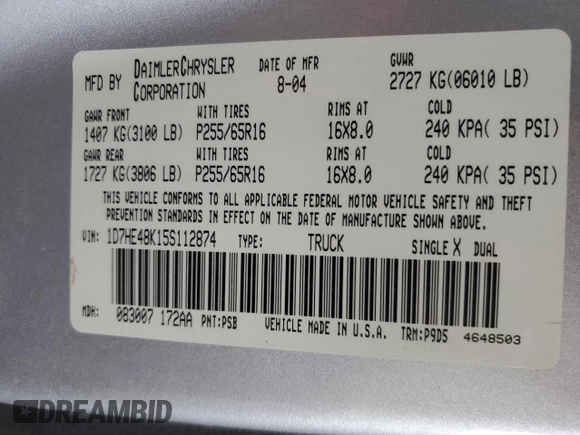 MFD BY DAIMLERCHRYSLER CORPORATION DATE OF MFR 8-04 GVWR 2727 KG(06010 LB)
GAWR FRONT WITH TIRES RIMS AT COLD
1407 KG(3100 LB) P255/65R16 16X8.0 240 KPA( 35 PSI)
GAWR REAR WITH TIRES RIMS AT COLD
1727 KG(3806 LB) P255/65R16 16X8.0 240 KPA( 35 PSI)
THIS VEHICLE CONFORMS TO ALL APPLICABLE FEDERAL MOTOR VEHICLE SAFETY AND THEFT
PREVENTION STANDARDS IN EFFECT ON THE DATE OF MANUFACTURE SHOWN ABOVE.
VIN: 1D7HE48K15S112874 TYPE: TRUCK SINGLE X DUAL
MDH: 083007 172AA PNT:PSB VEHICLE MADE IN U.S.A. TRM:P9D5 4648503
DREAMBID